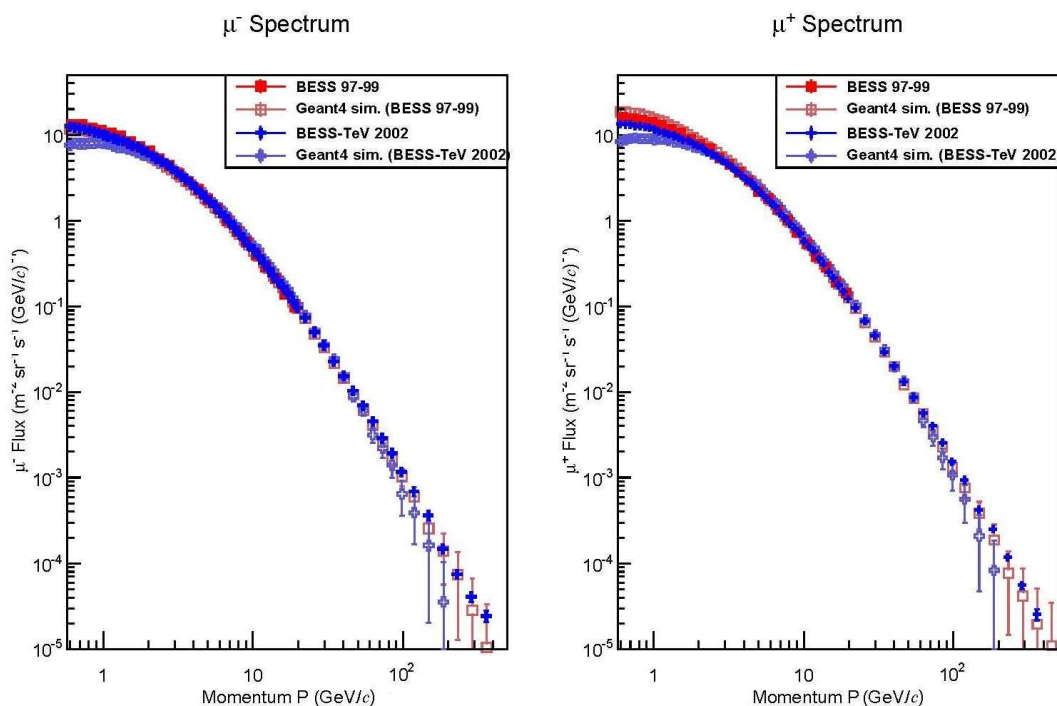 μ⁻ Spectrum
BESS 97-99
Geant4 sim. (BESS 97-99)
BESS-TeV 2002
Geant4 sim. (BESS-TeV 2002)
μ⁻ Flux (m⁻² sr⁻¹ s⁻¹ (GeV/c)⁻¹)
10
1
10⁻¹
10⁻²
10⁻³
10⁻⁴
10⁻⁵
1 10 10²
Momentum P (GeV/c)
μ⁺ Spectrum
BESS 97-99
Geant4 sim. (BESS 97-99)
BESS-TeV 2002
Geant4 sim. (BESS-TeV 2002
μ⁺ Flux (m⁻² sr⁻¹ s⁻¹ (GeV/c)⁻¹)
10
1
10⁻¹
10⁻²
10⁻³
10⁻⁴
10⁻⁵
1 10 10²
Momentum P (GeV/c)